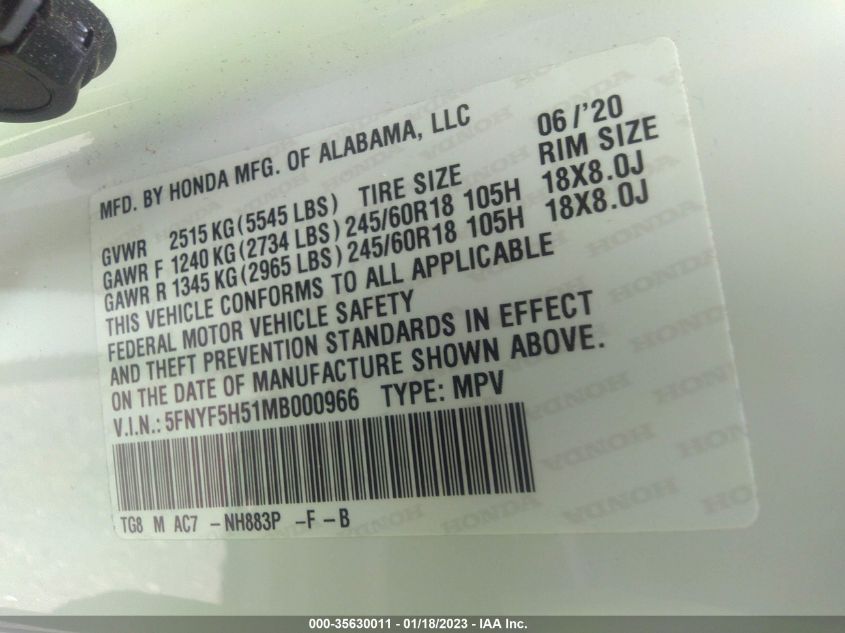 MFD. BY HONDA MFG. OF ALABAMA, LLC 06/'20
TIRE SIZE RIM SIZE
GVWR 2515 KG (5545 LBS)
GAWR F 1240 KG (2734 LBS) 245/60R18 105H 18X8.0J
GAWR R 1345 KG (2965 LBS) 245/60R18 105H 18X8.0J
THIS VEHICLE CONFORMS TO ALL APPLICABLE
FEDERAL MOTOR VEHICLE SAFETY
AND THEFT PREVENTION STANDARDS IN EFFECT
ON THE DATE OF MANUFACTURE SHOWN ABOVE.
V.I.N.: 5FNYF5H51MB000966 TYPE: MPV
TG8 M AC7 -NH883P -F -B
000-35630011 - 01/18/2023 - IAA Inc.